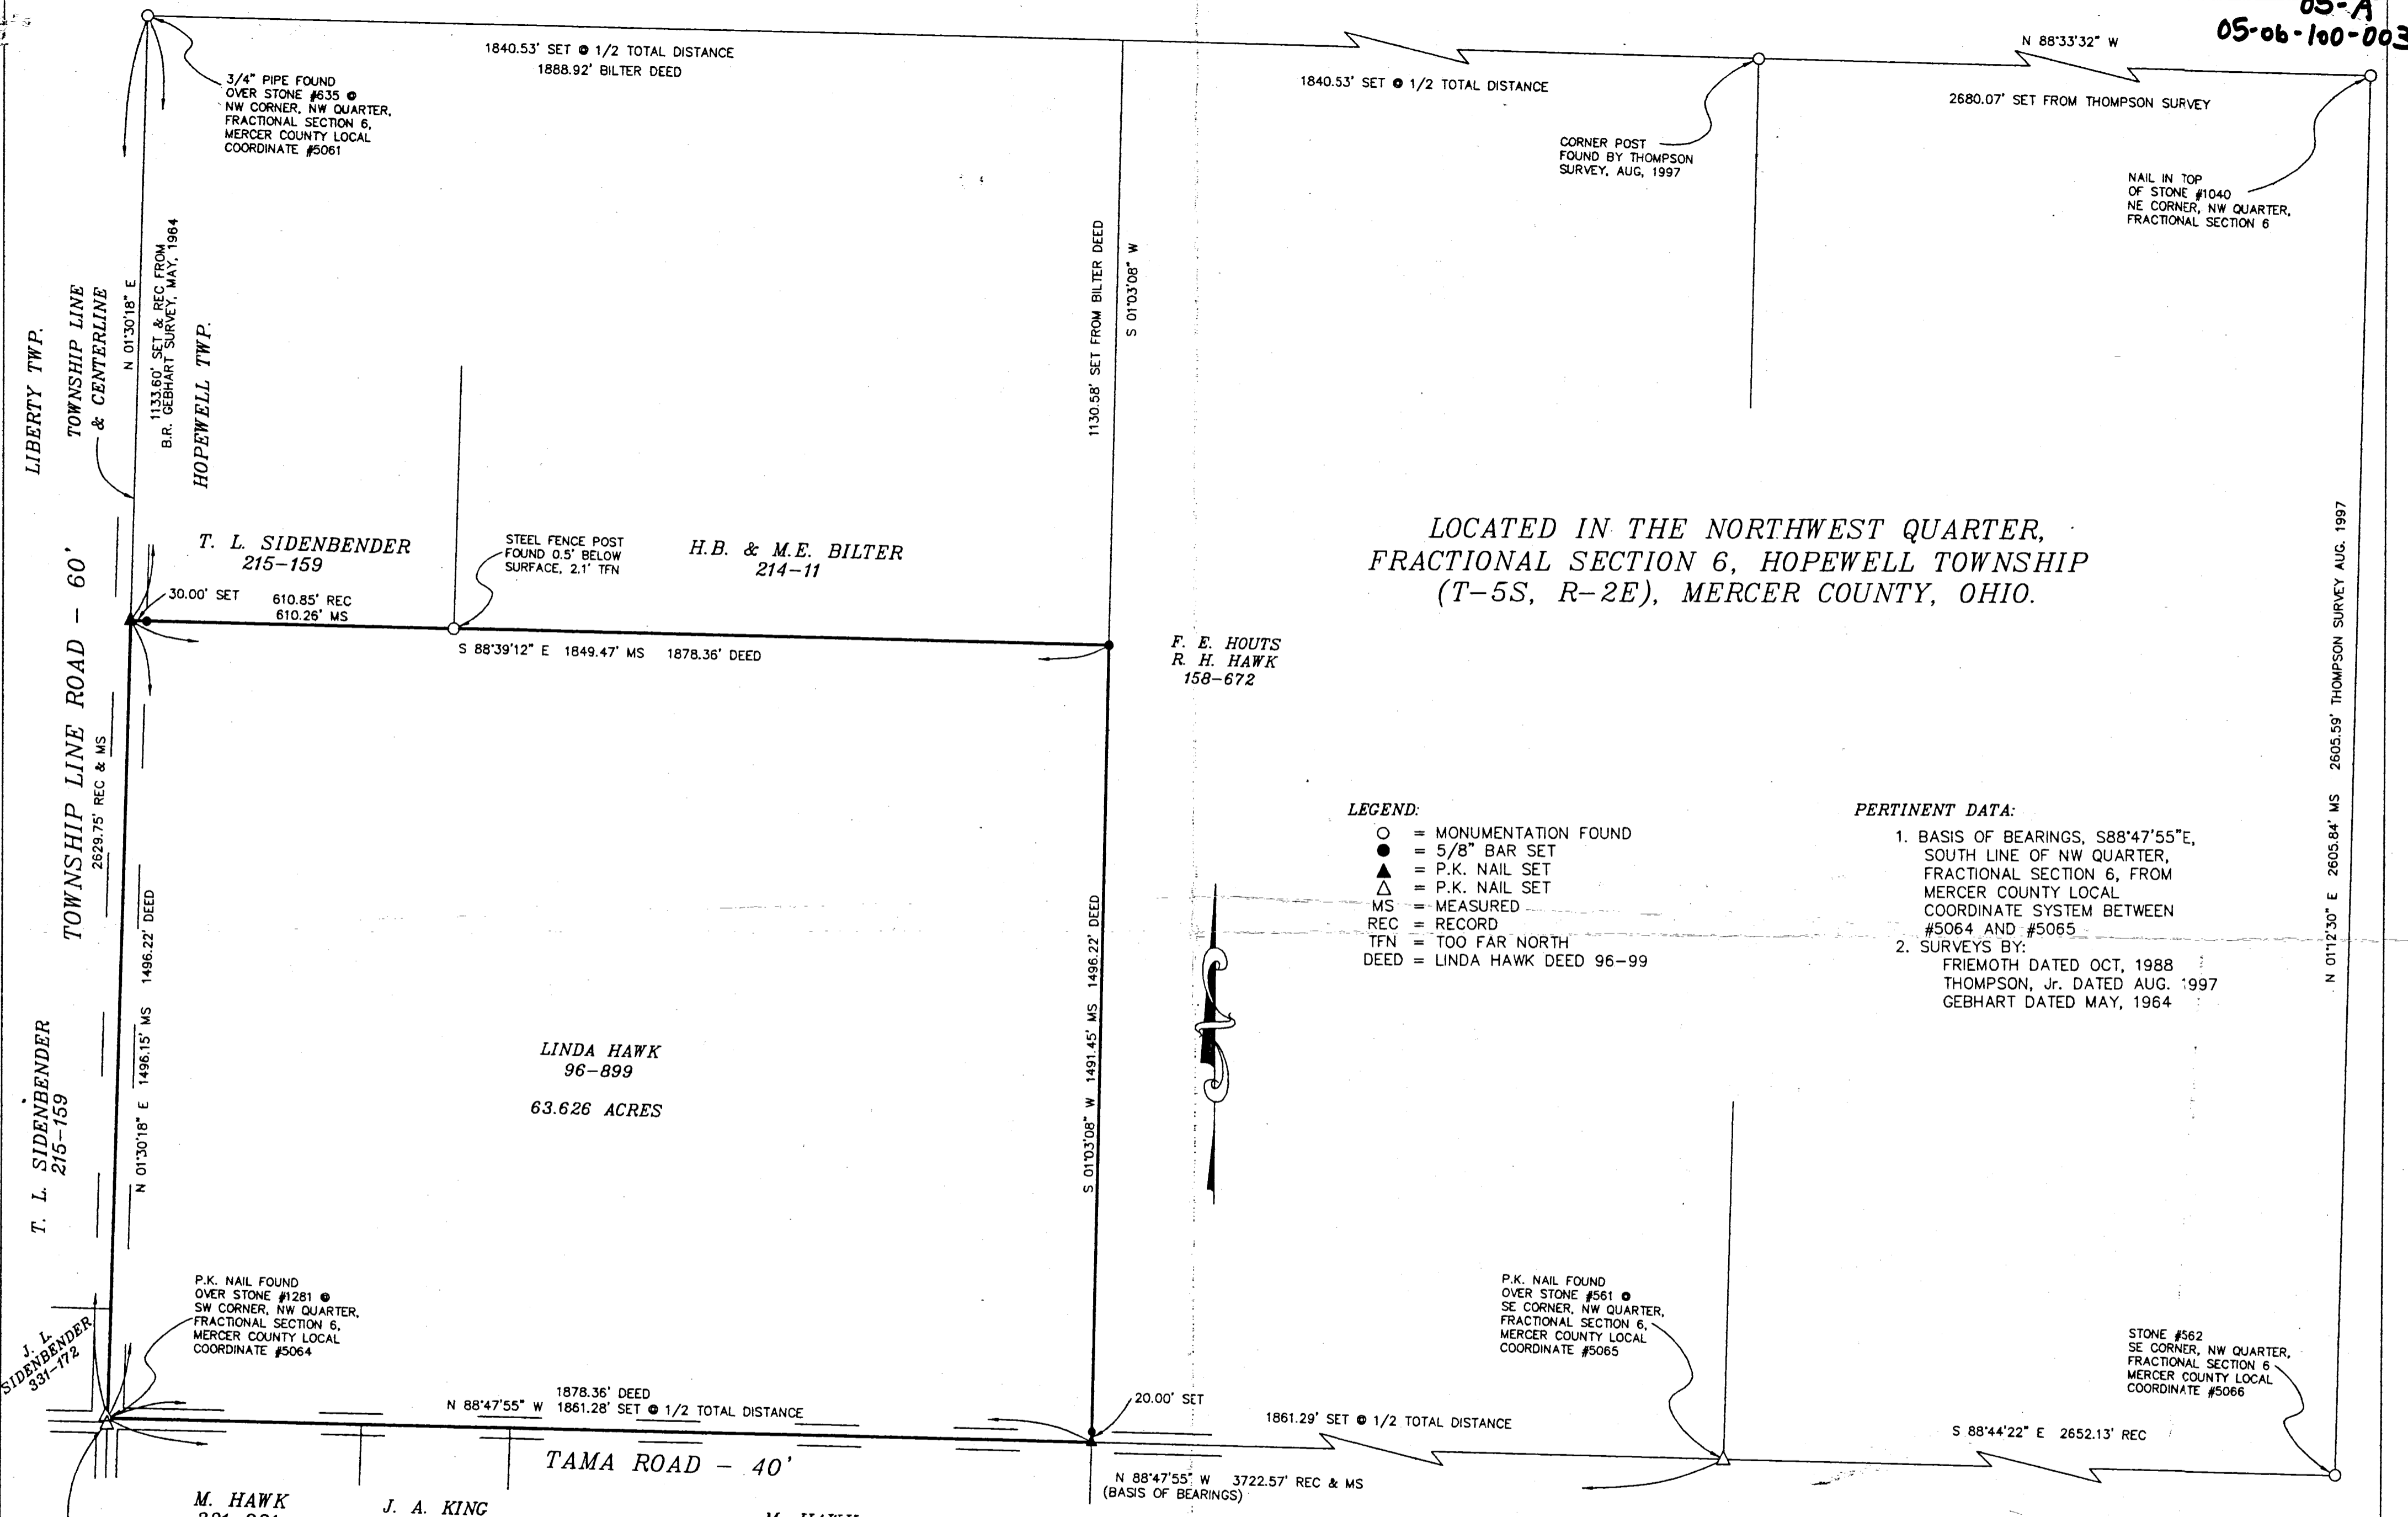 05-A
05-06-100-003
1840.53' SET @ 1/2 TOTAL DISTANCE
1888.92' BILTER DEED
1840.53' SET @ 1/2 TOTAL DISTANCE
N 88°33'32" W
2680.07' SET FROM THOMPSON SURVEY
3/4" PIPE FOUND
OVER STONE #635 @
NW CORNER, NW QUARTER,
FRACTIONAL SECTION 6,
MERCER COUNTY LOCAL
COORDINATE #5061
CORNER POST
FOUND BY THOMPSON
SURVEY, AUG, 1997
NAIL IN TOP
OF STONE #1040
NE CORNER, NW QUARTER,
FRACTIONAL SECTION 6
LIBERTY TWP.
TOWNSHIP LINE
& CENTERLINE
N 01°30'18" E
1133.60' SET & REC FROM
B.R. GEBHART SURVEY, MAY, 1964
HOPEWELL TWP.
1130.58' SET FROM BILTER DEED
S 01°03'08" W
T. L. SIDENBENDER
215-159
STEEL FENCE POST
FOUND 0.5' BELOW
SURFACE, 2.1' TFN
H.B. & M.E. BILTER
214-11
30.00' SET
610.85' REC
610.26' MS
S 88°39'12" E 1849.47' MS 1878.36' DEED
F. E. HOUTS
R. H. HAWK
158-672
LOCATED IN THE NORTHWEST QUARTER,
FRACTIONAL SECTION 6, HOPEWELL TOWNSHIP
(T-5S, R-2E), MERCER COUNTY, OHIO.
N 01°12'30" E 2605.84' MS 2605.59' THOMPSON SURVEY AUG. 1997
TOWNSHIP LINE ROAD - 60'
2629.75' REC & MS
N 01°30'18" E 1496.15' MS 1496.22' DEED
S 01°03'08" W 1491.45' MS 1496.22' DEED
LEGEND:
○ = MONUMENTATION FOUND
● = 5/8" BAR SET
▲ = P.K. NAIL SET
△ = P.K. NAIL SET
MS = MEASURED
REC = RECORD
TFN = TOO FAR NORTH
DEED = LINDA HAWK DEED 96-99
PERTINENT DATA:
1. BASIS OF BEARINGS, S88°47'55"E,
SOUTH LINE OF NW QUARTER,
FRACTIONAL SECTION 6, FROM
MERCER COUNTY LOCAL
COORDINATE SYSTEM BETWEEN
#5064 AND #5065
2. SURVEYS BY:
FRIEMOTH DATED OCT, 1988
THOMPSON, Jr. DATED AUG. 1997
GEBHART DATED MAY, 1964
LINDA HAWK
96-899
63.626 ACRES
T. L. SIDENBENDER
215-159
J. L.
SIDENBENDER
331-172
P.K. NAIL FOUND
OVER STONE #1281 @
SW CORNER, NW QUARTER,
FRACTIONAL SECTION 6,
MERCER COUNTY LOCAL
COORDINATE #5064
P.K. NAIL FOUND
OVER STONE #561 @
SE CORNER, NW QUARTER,
FRACTIONAL SECTION 6,
MERCER COUNTY LOCAL
COORDINATE #5065
STONE #562
SE CORNER, NW QUARTER,
FRACTIONAL SECTION 6
MERCER COUNTY LOCAL
COORDINATE #5066
1878.36' DEED
N 88°47'55" W 1861.28' SET @ 1/2 TOTAL DISTANCE
20.00' SET
1861.29' SET @ 1/2 TOTAL DISTANCE
S 88°44'22" E 2652.13' REC
TAMA ROAD - 40'
N 88°47'55" W 3722.57' REC & MS
(BASIS OF BEARINGS)
M. HAWK
J. A. KING
M. HAWK